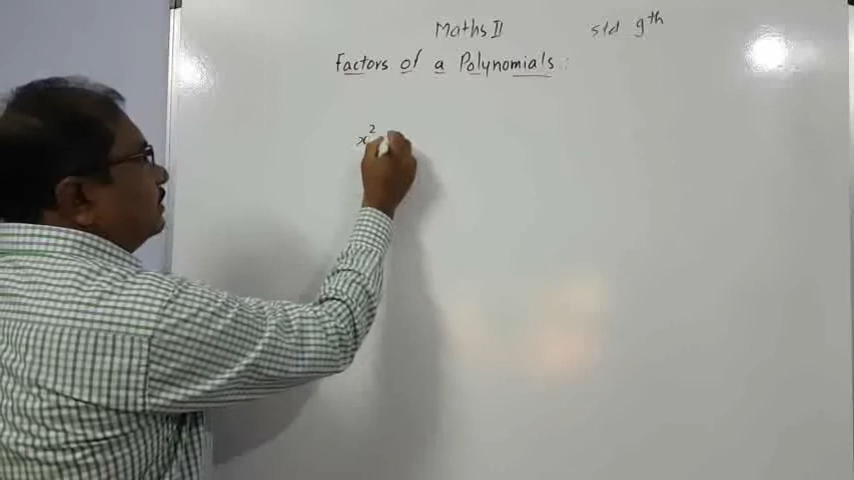 Maths II std 9th
Factors of a Polynomials :
x²